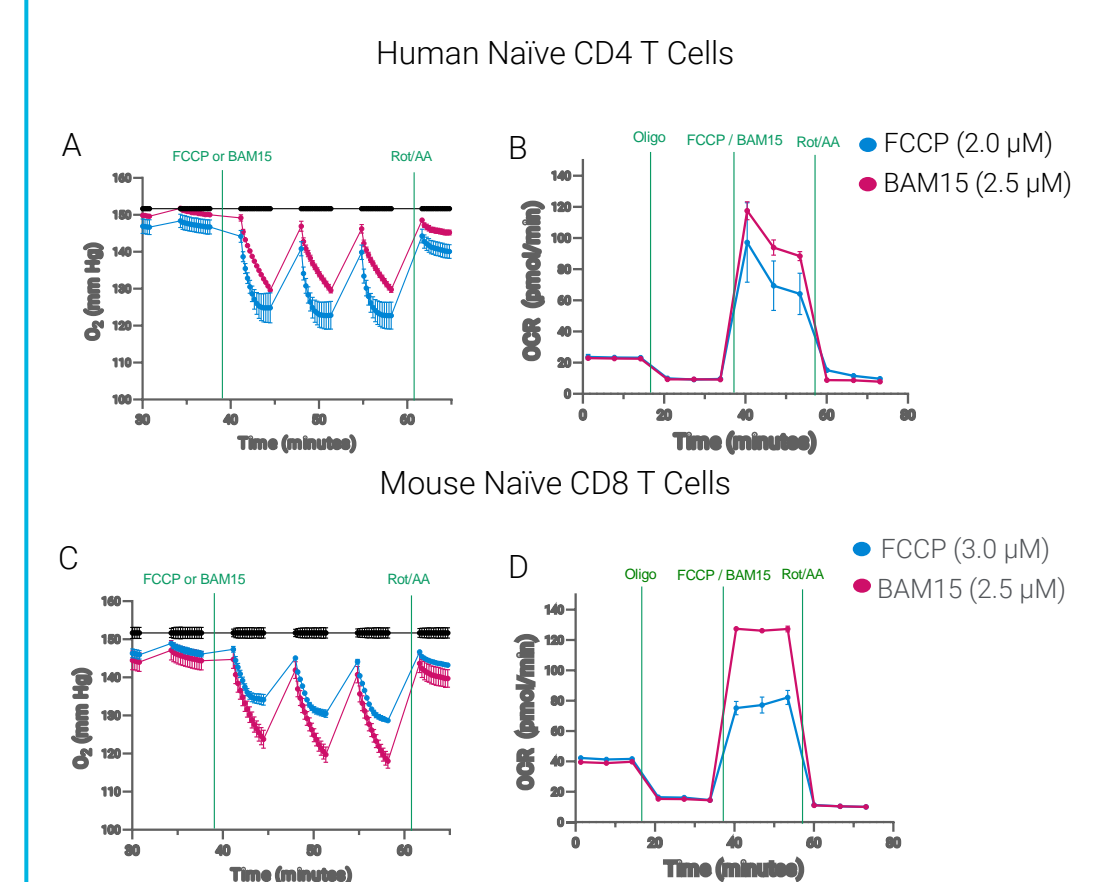 Human Naïve CD4 T Cells
A
FCCP or BAM15
Rot/AA
160
150
140
130
120
110
100
O2 (mm Hg)
30
40
50
60
Time (minutes)
B
Oligo
FCCP / BAM15
Rot/AA
FCCP (2.0 µM)
BAM15 (2.5 µM)
140
120
100
80
60
40
20
0
OCR (pmol/min)
0
20
40
60
80
Time (minutes)
Mouse Naïve CD8 T Cells
C
FCCP or BAM15
Rot/AA
160
150
140
130
120
110
100
O2 (mm Hg)
30
40
50
60
Time (minutes)
D
Oligo
FCCP / BAM15
Rot/AA
FCCP (3.0 µM)
BAM15 (2.5 µM)
140
120
100
80
60
40
20
0
OCR (pmol/min)
0
20
40
60
80
Time (minutes)